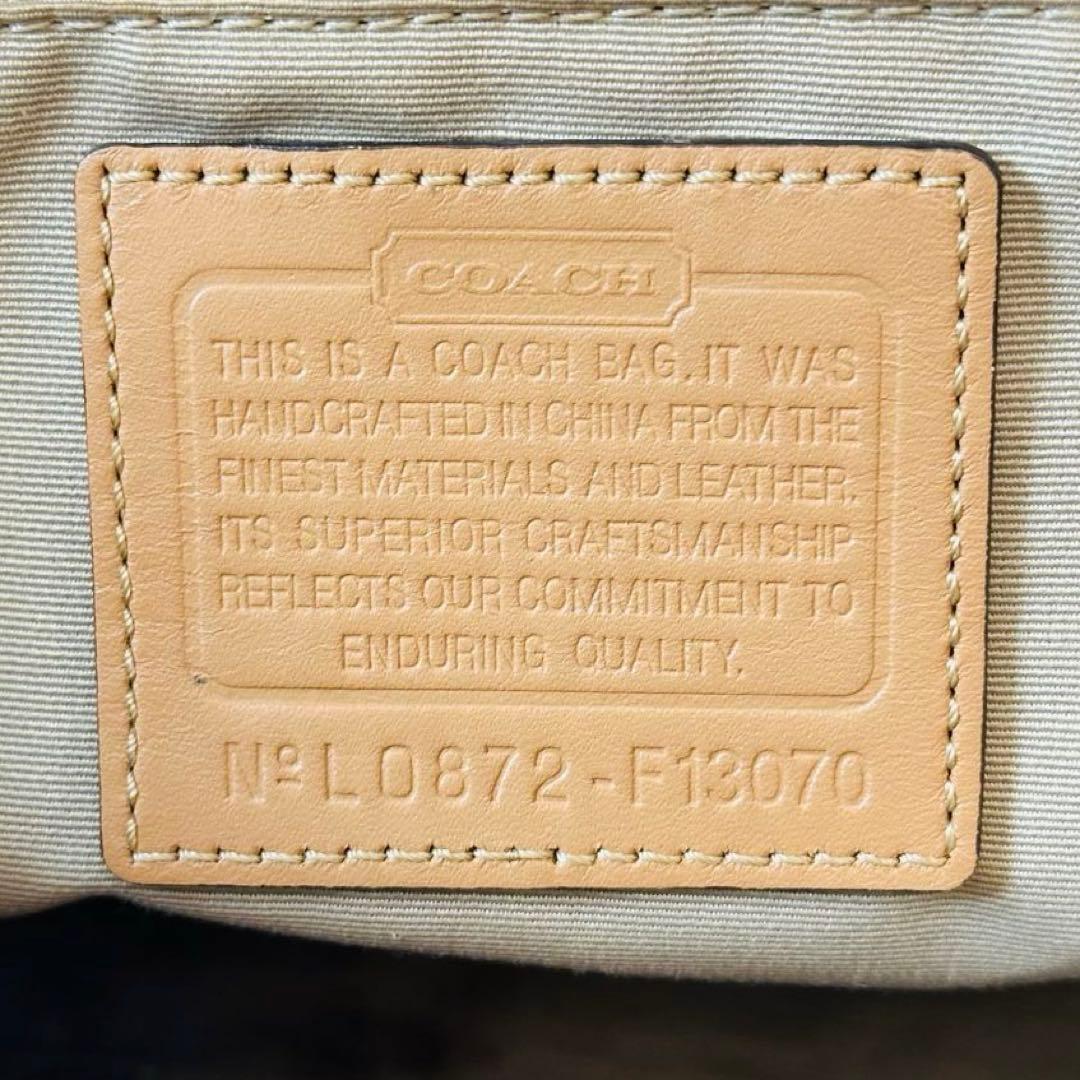 COACH
THIS IS A COACH BAG. IT WAS
HANDCRAFTED IN CHINA FROM THE
FINEST MATERIALS AND LEATHER.
ITS SUPERIOR CRAFTSMANSHIP
REFLECTS OUR COMMITMENT TO
ENDURING QUALITY.
Nº L0872-F13070